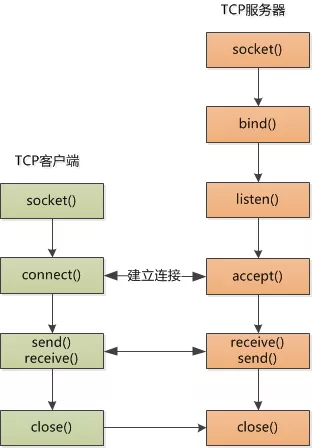 TCP服务器
socket()
bind()
TCP客户端
listen()
socket()
connect()
建立连接
accept()
send()
receive()
receive()
send()
close()
close()